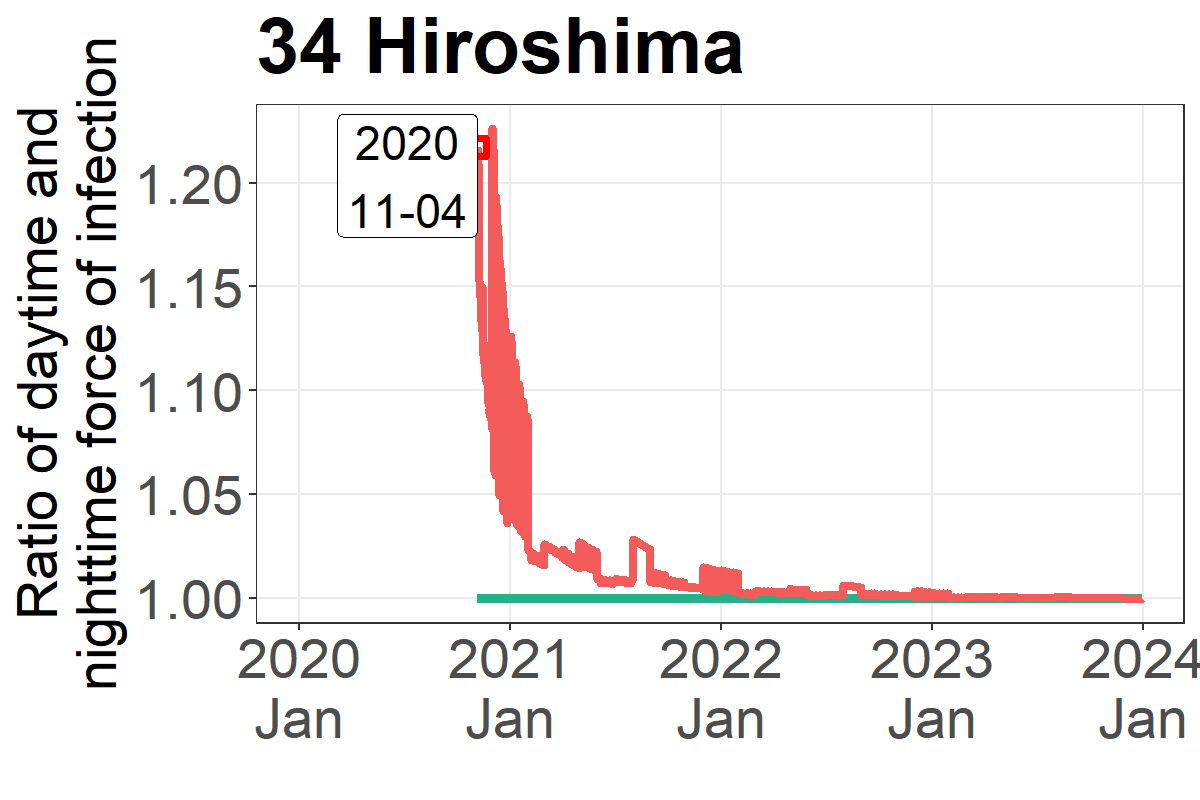 34 Hiroshima
Ratio of daytime and
nighttime force of infection
1.20
1.15
1.10
1.05
1.00
2020
11-04
2020
Jan
2021
Jan
2022
Jan
2023
Jan
2024
Jan